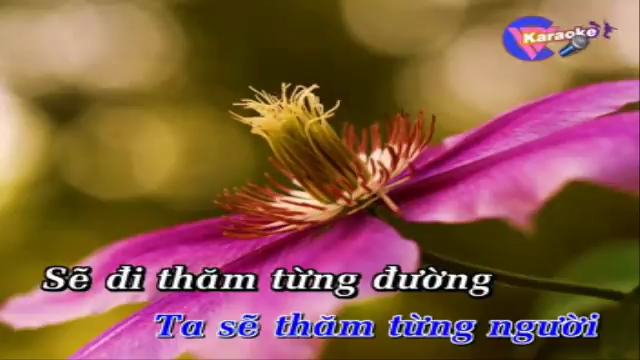 Karaoke
Sẽ đi thăm từng đường
Ta sẽ thăm từng người